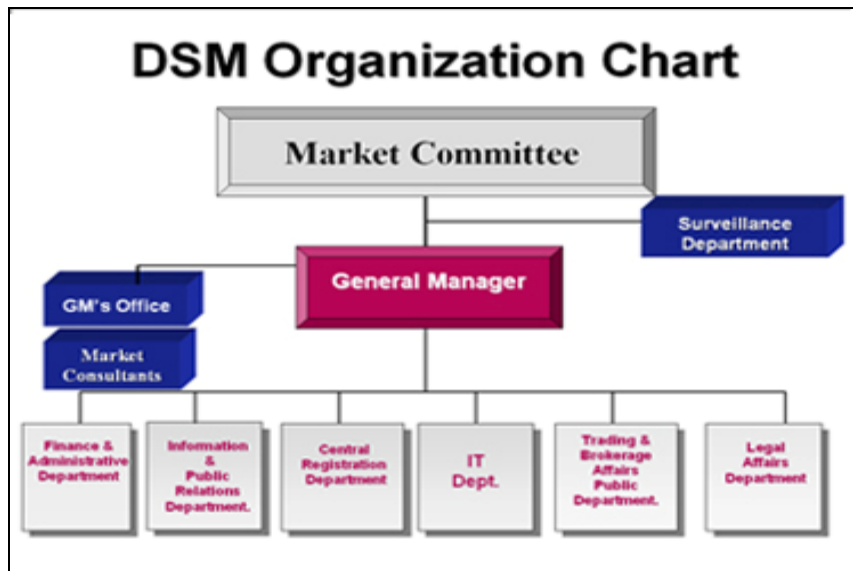 DSM Organization Chart
Market Committee
Surveillance
Department
General Manager
GM's Office
Market
Consultants
Finance &
Administrative
Department
Information
&
Public
Relations
Department.
Central
Registration
Department
IT
Dept.
Trading &
Brokerage
Affairs
Public
Department.
Legal
Affairs
Department